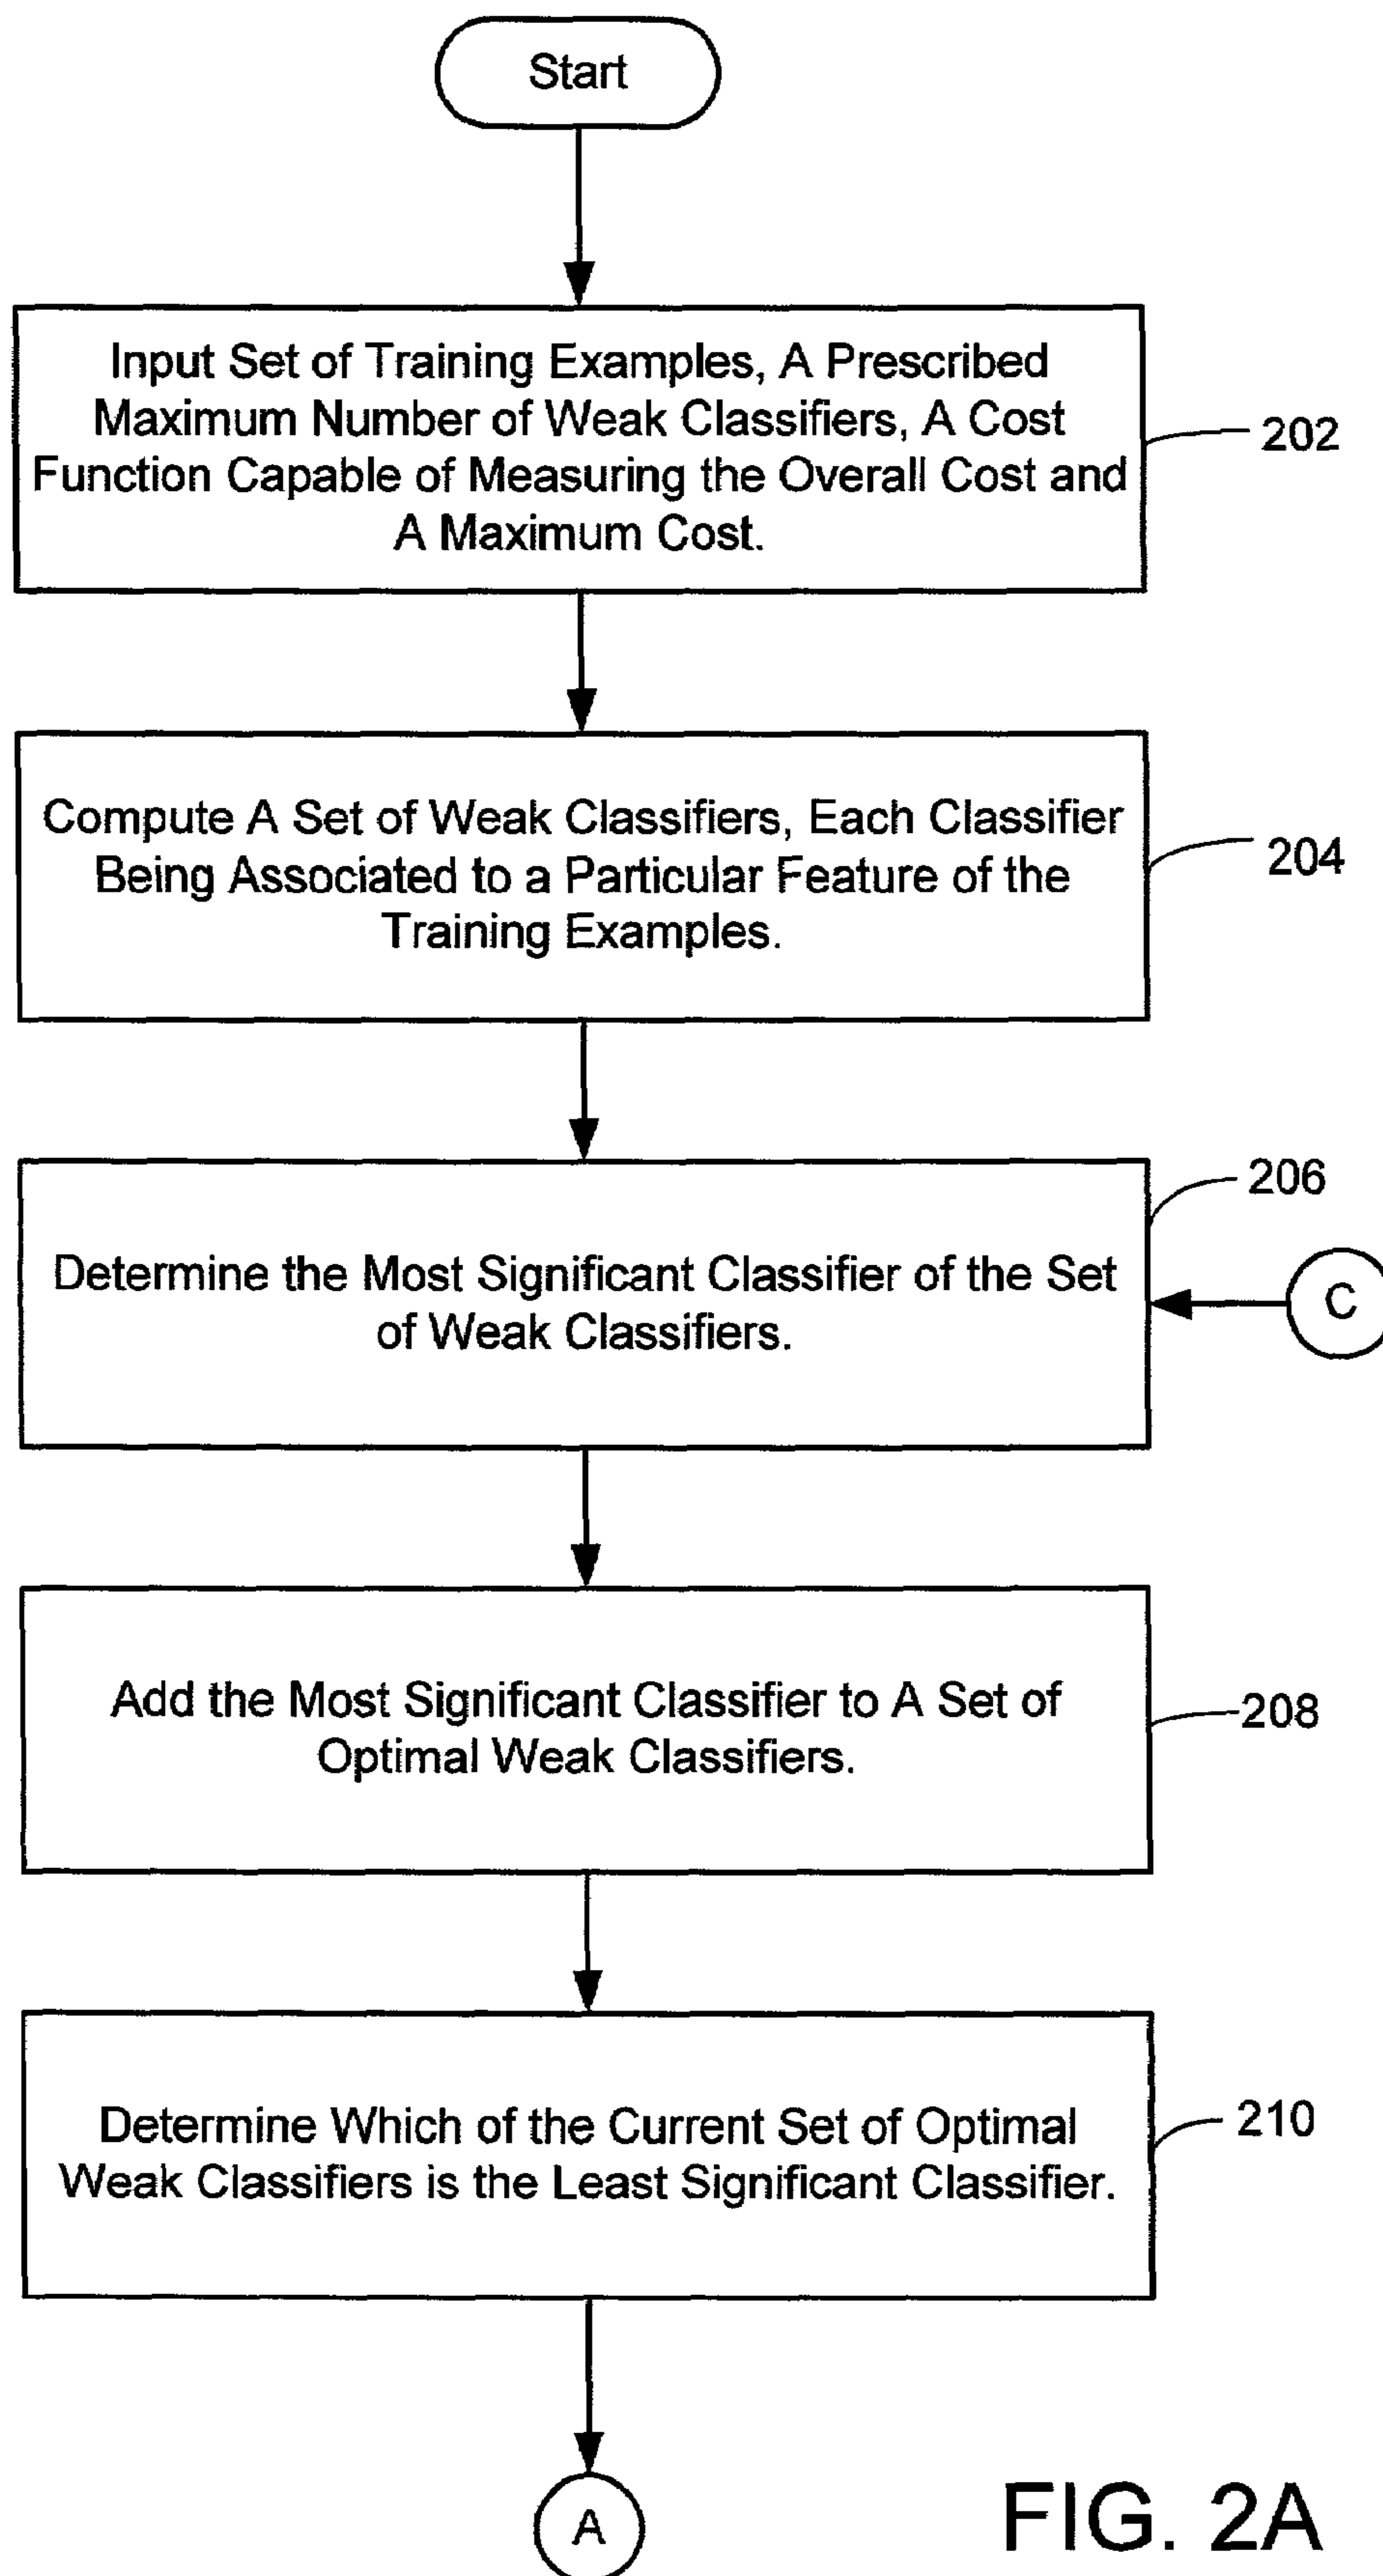 Start
Input Set of Training Examples, A Prescribed
Maximum Number of Weak Classifiers, A Cost
Function Capable of Measuring the Overall Cost and
A Maximum Cost.
202
Compute A Set of Weak Classifiers, Each Classifier
Being Associated to a Particular Feature of the
Training Examples.
204
206
Determine the Most Significant Classifier of the Set
of Weak Classifiers.
C
Add the Most Significant Classifier to A Set of
Optimal Weak Classifiers.
208
Determine Which of the Current Set of Optimal
Weak Classifiers is the Least Significant Classifier.
210
A
FIG. 2A